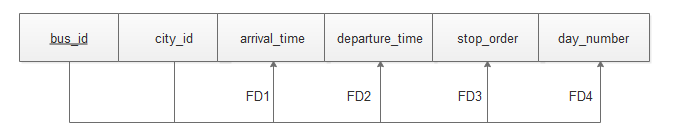 bus_id city_id arrival_time departure_time stop_order day_number
FD1 FD2 FD3 FD4